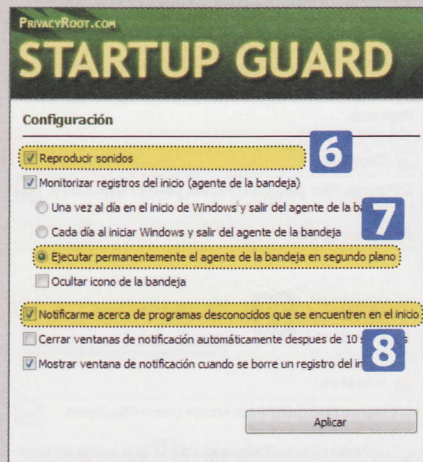 PRIVACYROOT.COM
STARTUP GUARD
Configuración
6
Reproducir sonidos
Monitorizar registros del inicio (agente de la bandeja)
Una vez al día en el inicio de Windows y salir del agente de la
7
Cada día al iniciar Windows y salir del agente de la bandeja
Ejecutar permanentemente el agente de la bandeja en segundo plano
Ocultar icono de la bandeja
Notificarme acerca de programas desconocidos que se encuentren en el inicio
Cerrar ventanas de notificación automáticamente despues de 10
8
Mostrar ventana de notificación cuando se borre un registro del
Aplicar